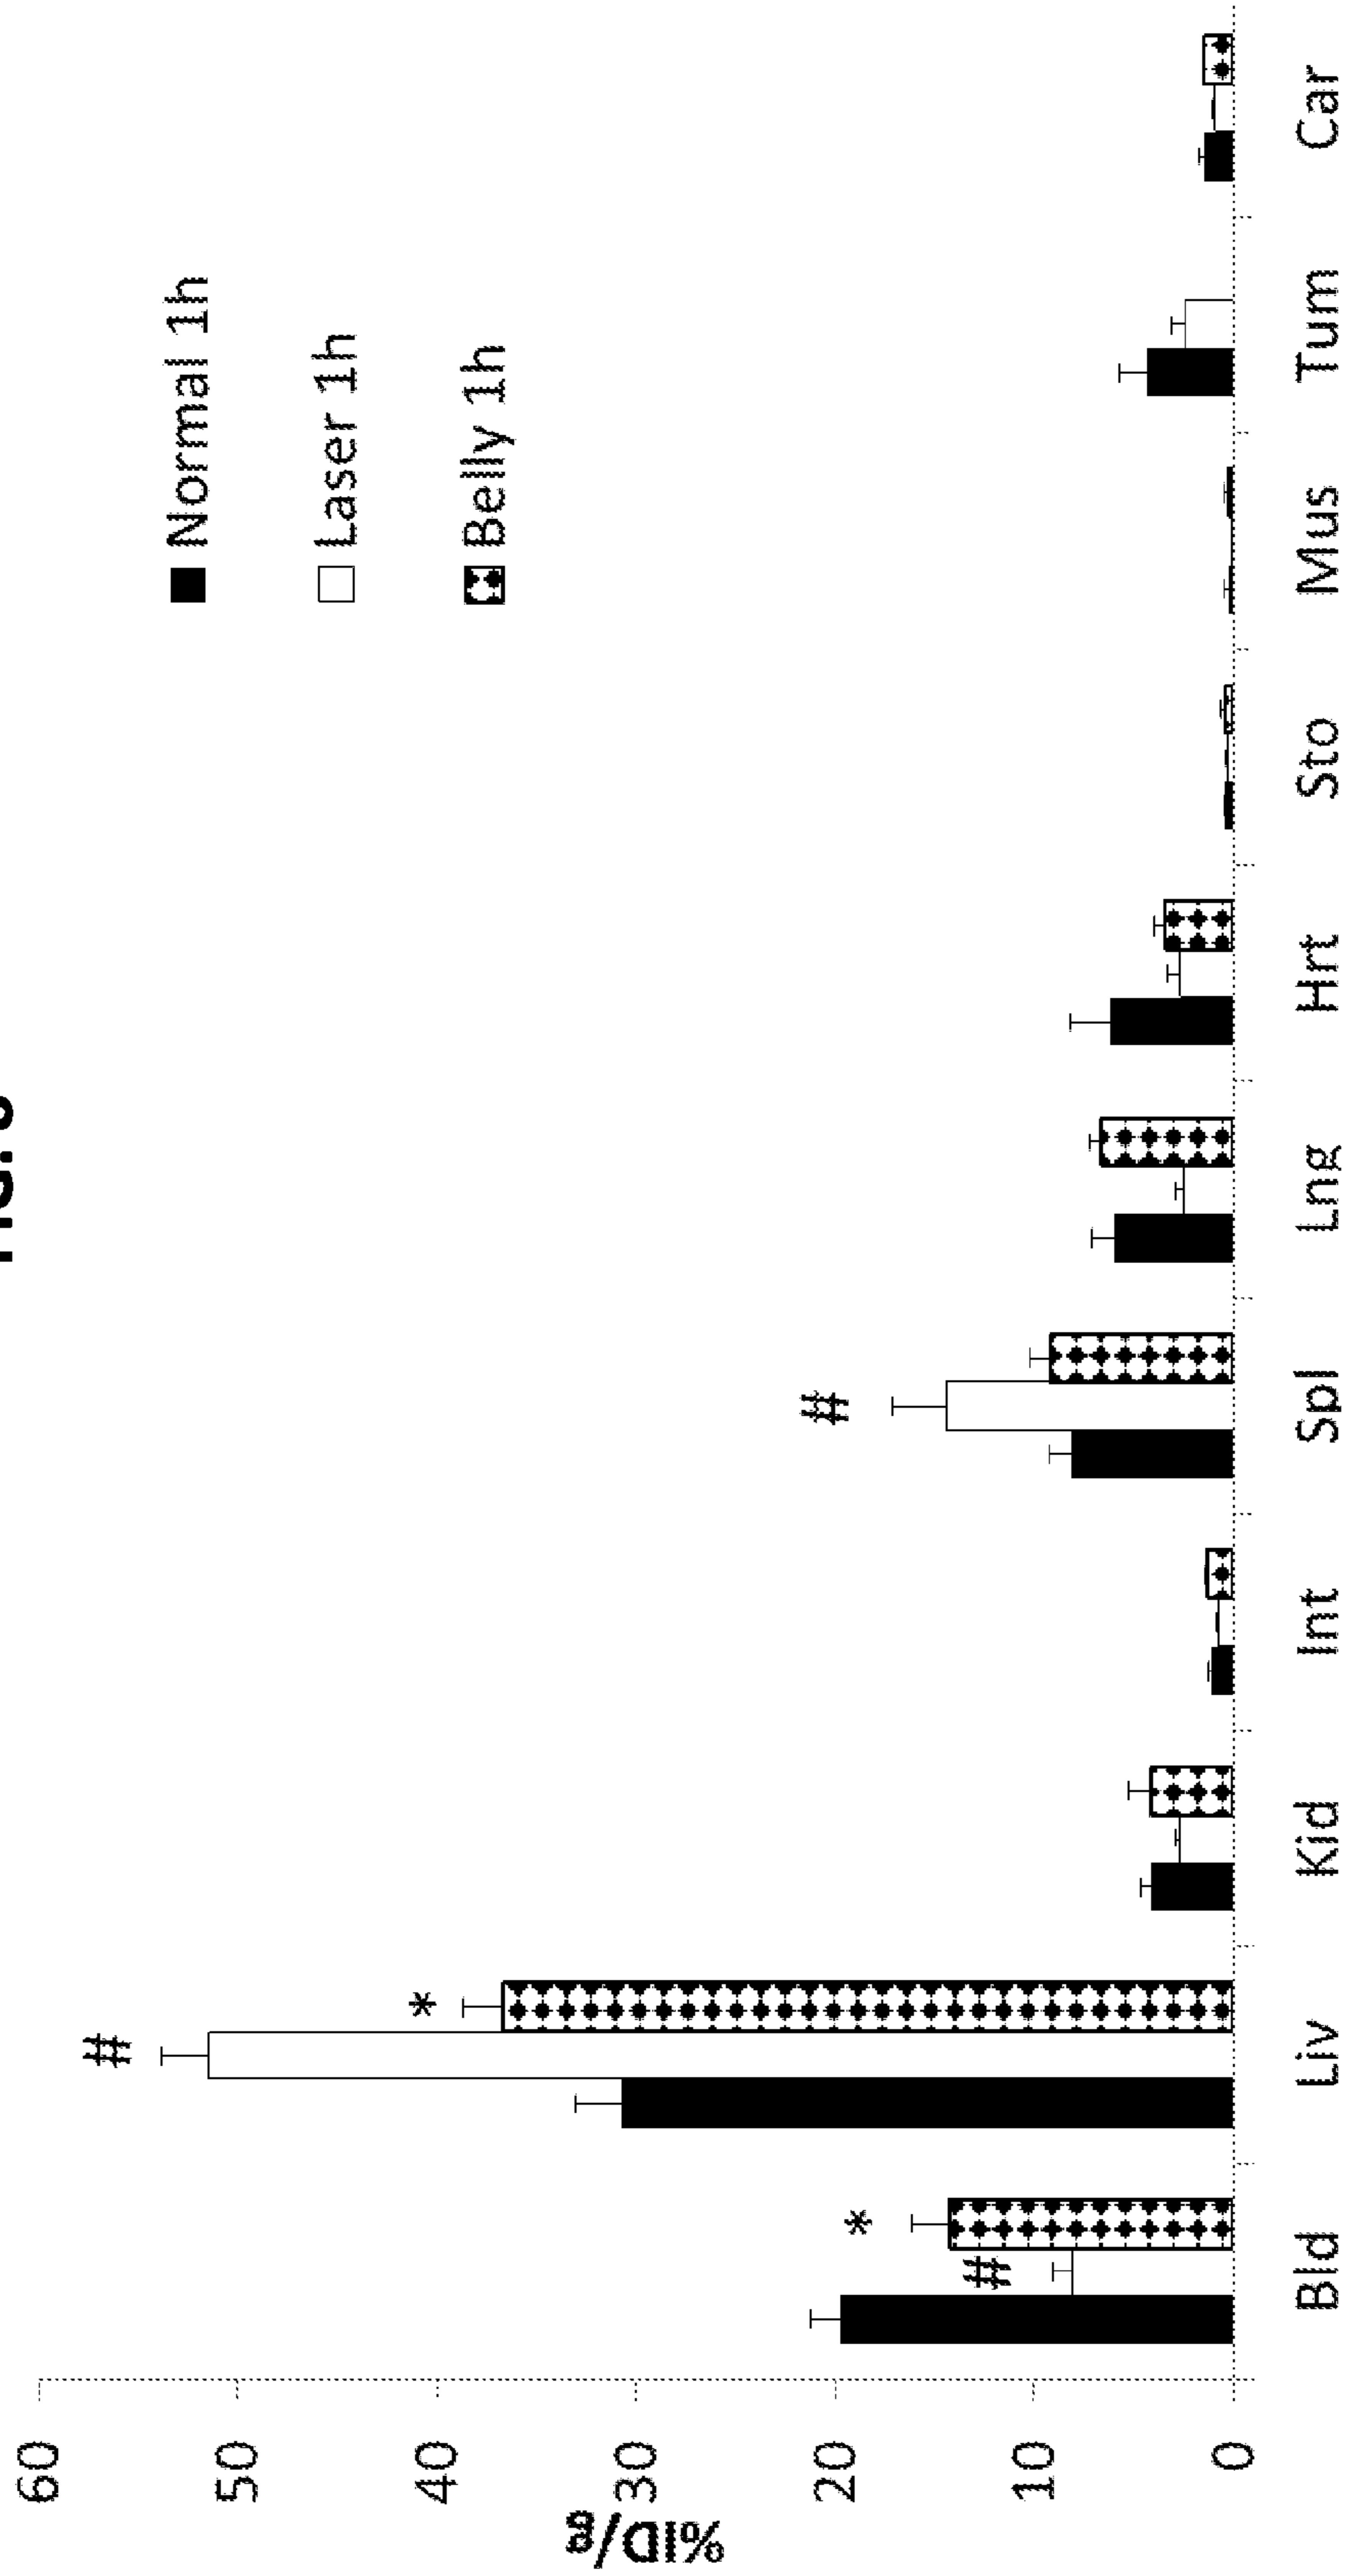 Normal 1h
Laser 1h
Belly 1h
%ID/g
60
50
40
30
20
10
0
#
*
#
*
#
Bld Liv Kid Int Spl Lng Hrt Sto Mus Tum Car